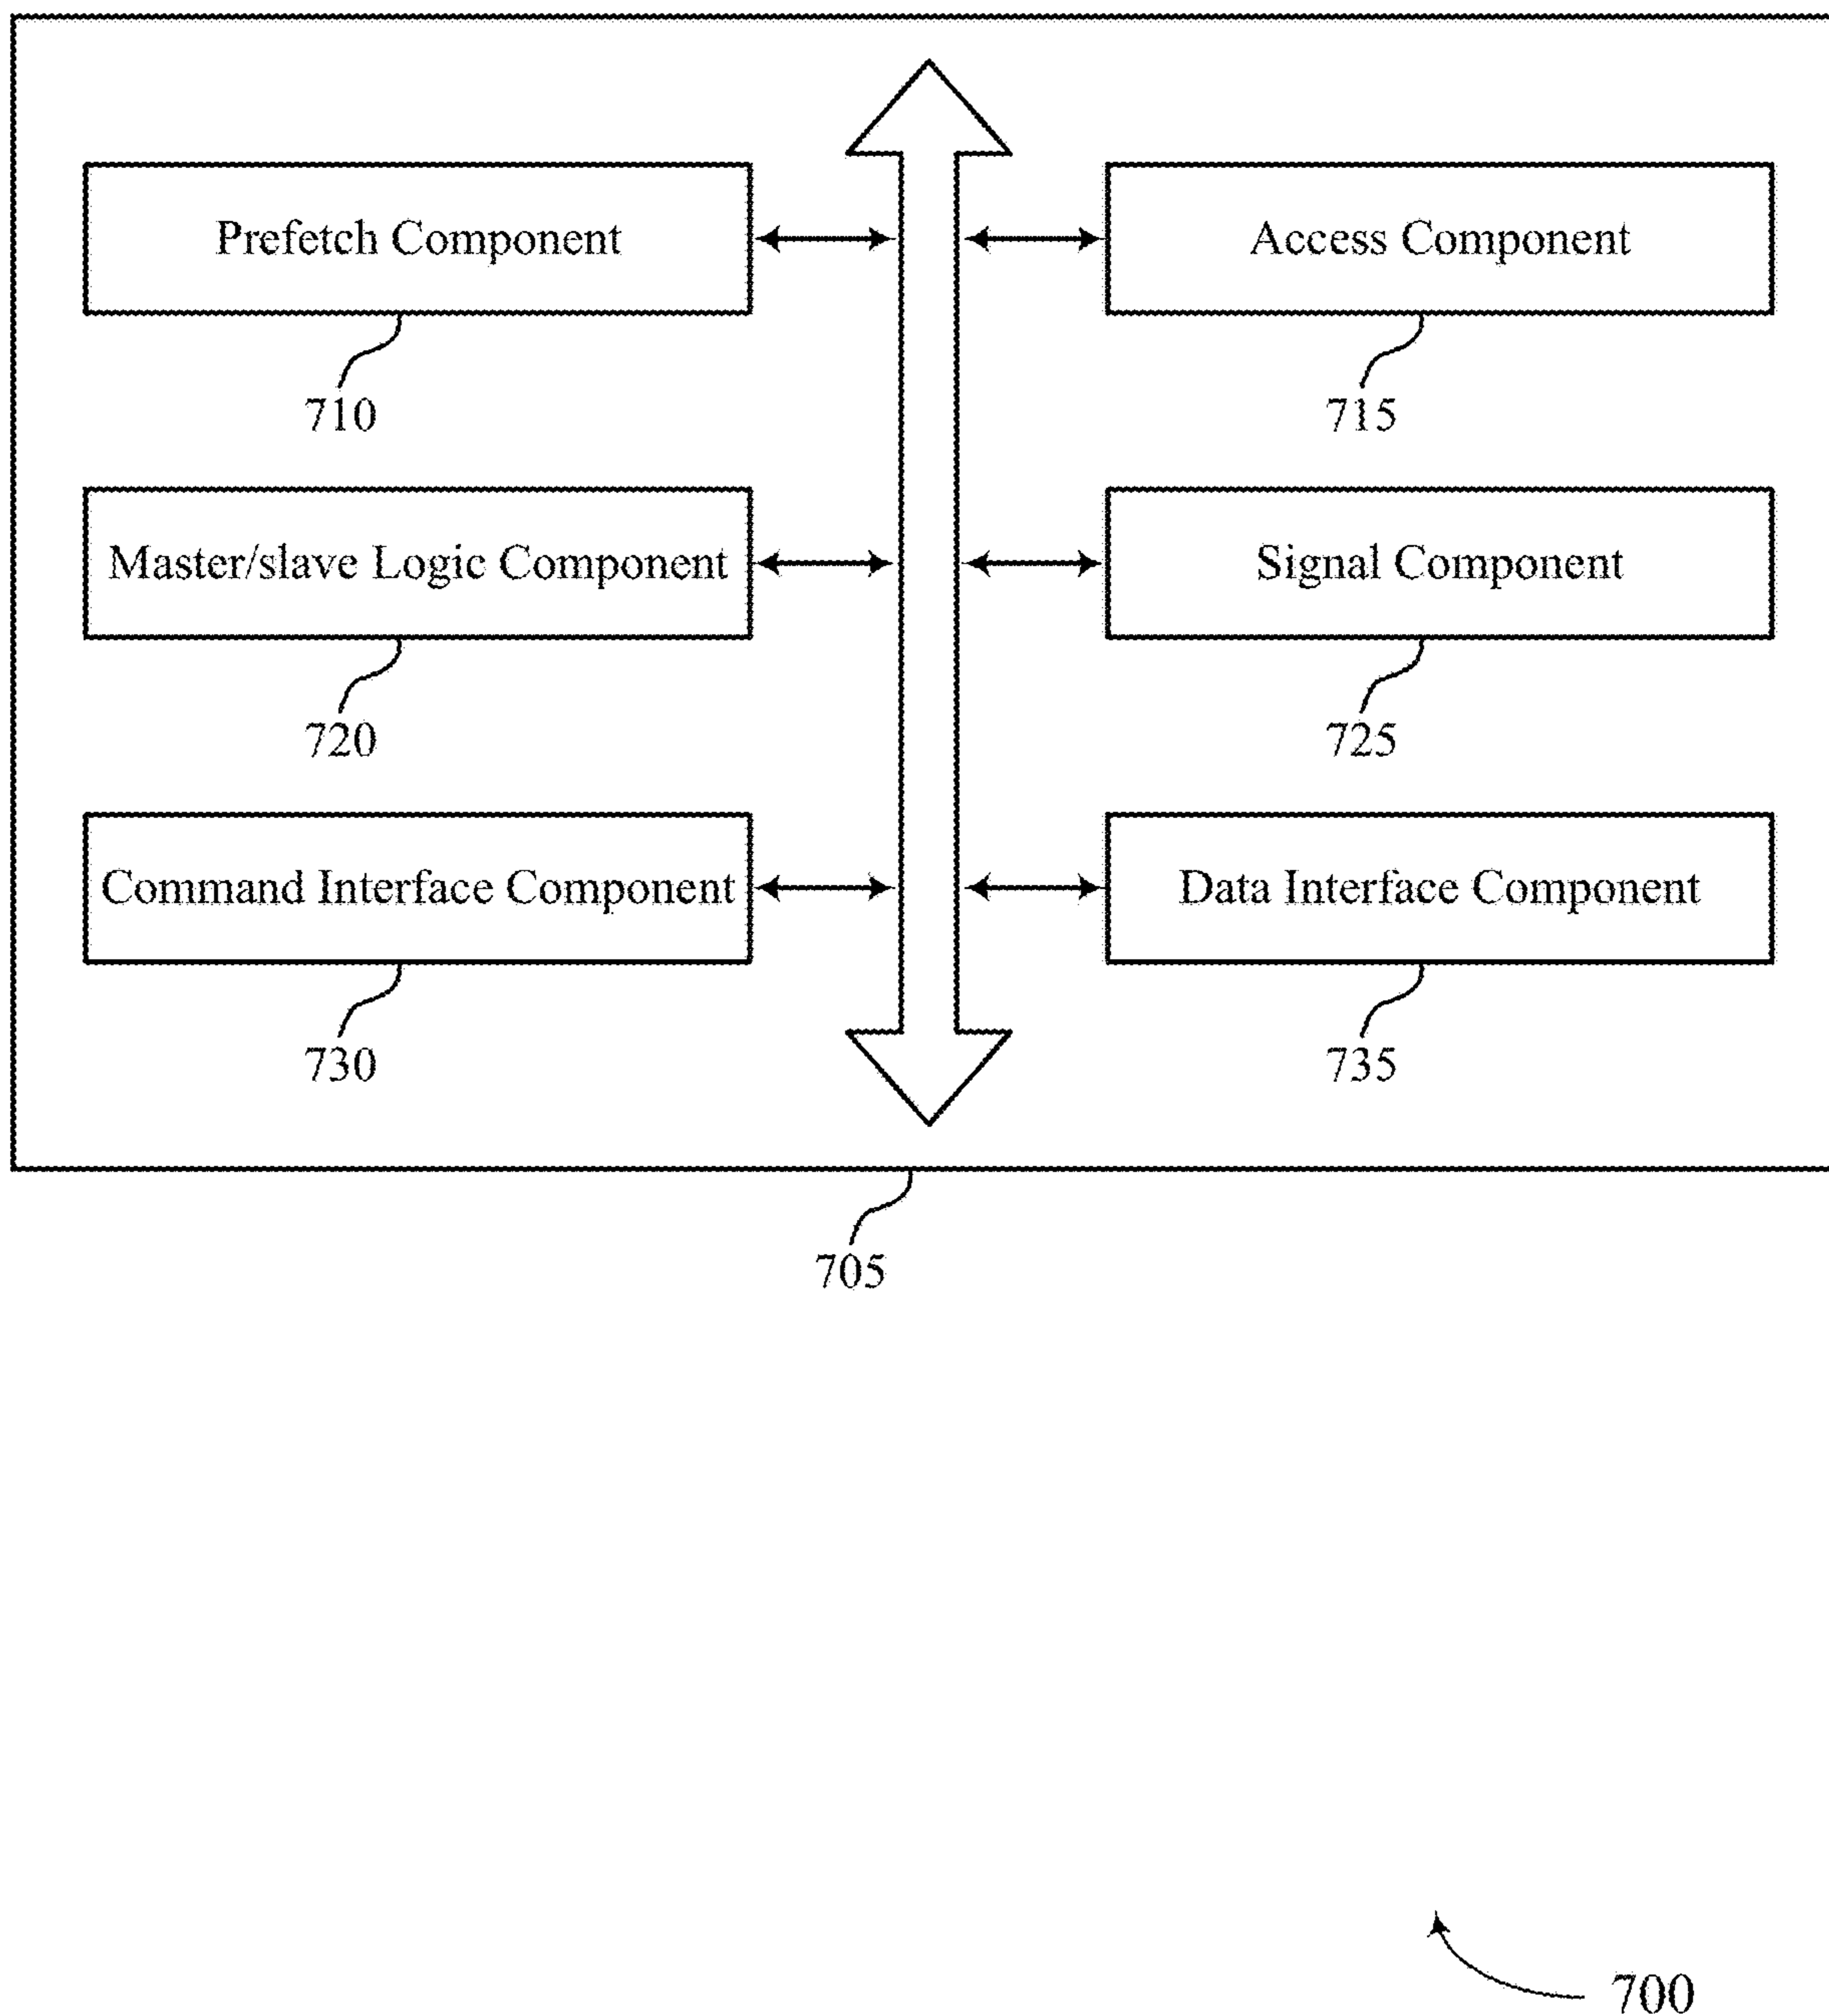 Prefetch Component
Access Component
710
715
Master/slave Logic Component
Signal Component
720
725
Command Interface Component
Data Interface Component
730
735
705
700